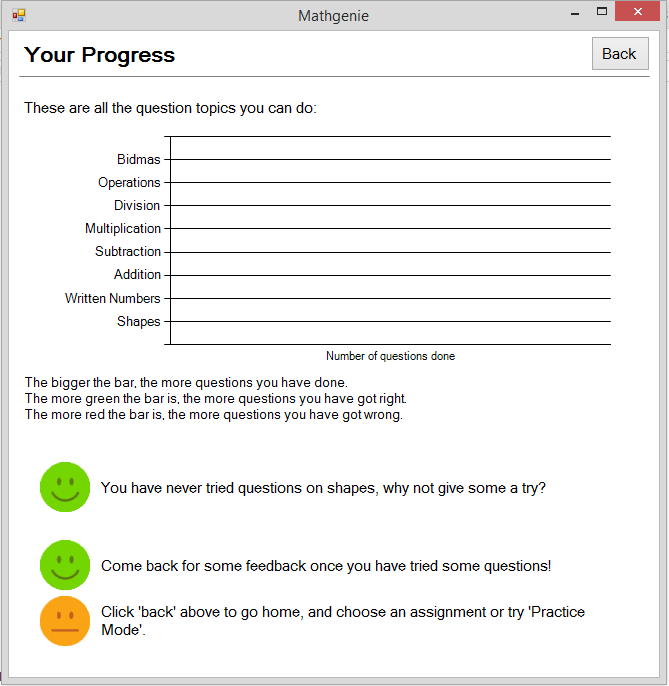 Mathgenie
Your Progress
Back
These are all the question topics you can do:
Bidmas
Operations
Division
Multiplication
Subtraction
Addition
Written Numbers
Shapes
Number of questions done
The bigger the bar, the more questions you have done.
The more green the bar is, the more questions you have got right.
The more red the bar is, the more questions you have got wrong.
You have never tried questions on shapes, why not give some a try?
Come back for some feedback once you have tried some questions!
Click 'back' above to go home, and choose an assignment or try 'Practice
Mode'.